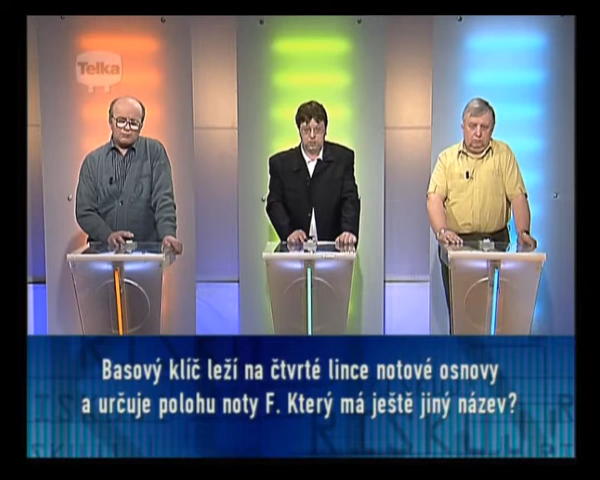 Telka
Basový klíč leží na čtvrté lince notové osnovy
a určuje polohu noty F. Který má ještě jiný název?